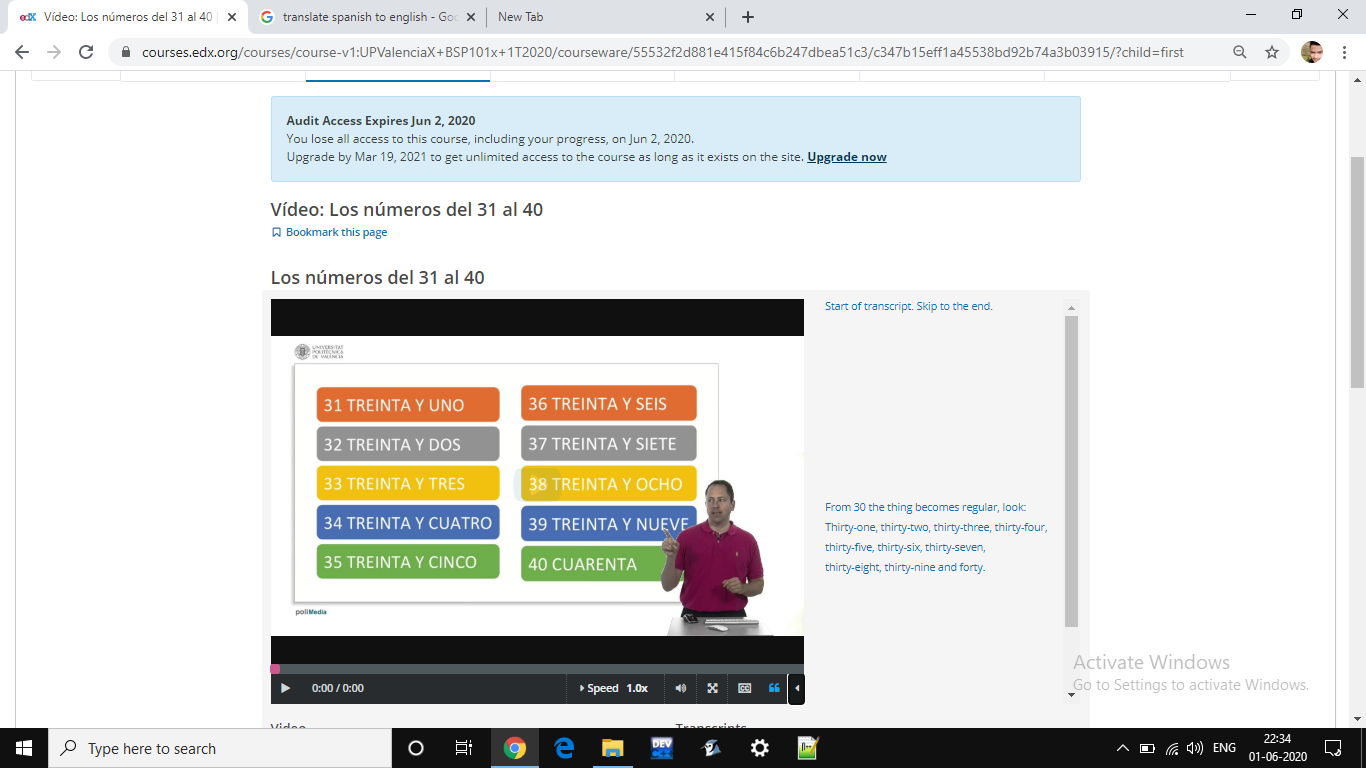 edX Vídeo: Los números del 31 al 40
translate spanish to english - Goo
New Tab
courses.edx.org/courses/course-v1:UPValenciaX+BSP101x+1T2020/courseware/55532f2d881e415f84c6b247dbea51c3/c347b15eff1a45538bd92b74a3b03915/?child=first
Audit Access Expires Jun 2, 2020
You lose all access to this course, including your progress, on Jun 2, 2020.
Upgrade by Mar 19, 2021 to get unlimited access to the course as long as it exists on the site. Upgrade now
Vídeo: Los números del 31 al 40
Bookmark this page
Los números del 31 al 40
UNIVERSITAT
POLITÈCNICA
DE VALÈNCIA
31 TREINTA Y UNO
32 TREINTA Y DOS
33 TREINTA Y TRES
34 TREINTA Y CUATRO
35 TREINTA Y CINCO
36 TREINTA Y SEIS
37 TREINTA Y SIETE
38 TREINTA Y OCHO
39 TREINTA Y NUEVE
40 CUARENTA
poliMedia
Start of transcript. Skip to the end.
From 30 the thing becomes regular, look:
Thirty-one, thirty-two, thirty-three, thirty-four,
thirty-five, thirty-six, thirty-seven,
thirty-eight, thirty-nine and forty.
0:00 / 0:00
Speed 1.0x
CC
Video
Transcripts
Activate Windows
Go to Settings to activate Windows.
Type here to search
DEV
ENG
22:34
01-06-2020